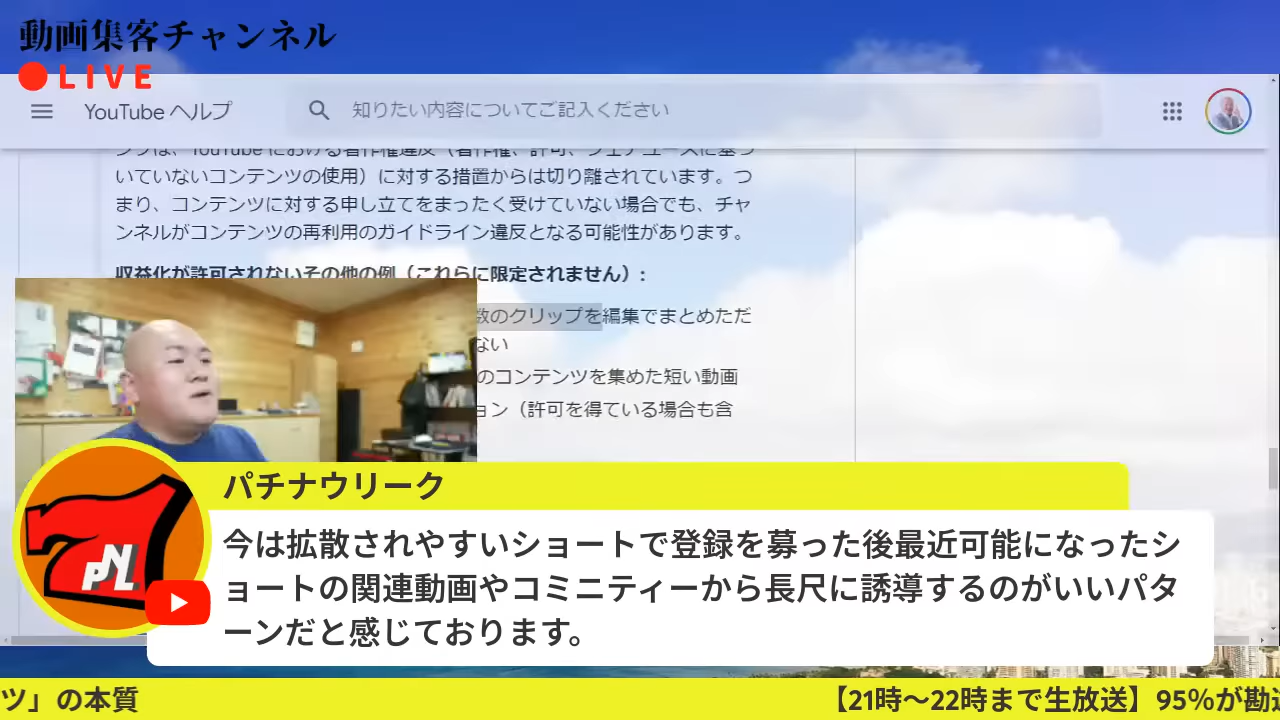 動画集客チャンネル
LIVE
YouTube ヘルプ
知りたい内容についてご記入ください
いていないコンテンツの使用）に対する措置からは切り離されています。つ
まり、コンテンツに対する申し立てをまったく受けていない場合でも、チャ
ンネルがコンテンツの再利用のガイドライン違反となる可能性があります。
収益化が許可されないその他の例（これらに限定されません）:
数のクリップを編集でまとめただ
ない
のコンテンツを集めた短い動画
ョン（許可を得ている場合も含
パチナウリーク
今は拡散されやすいショートで登録を募った後最近可能になったシ
ョートの関連動画やコミニティーから長尺に誘導するのがいいパタ
ーンだと感じております。
7
PNL
ツ」の本質
【21時～22時まで生放送】95%が勘違